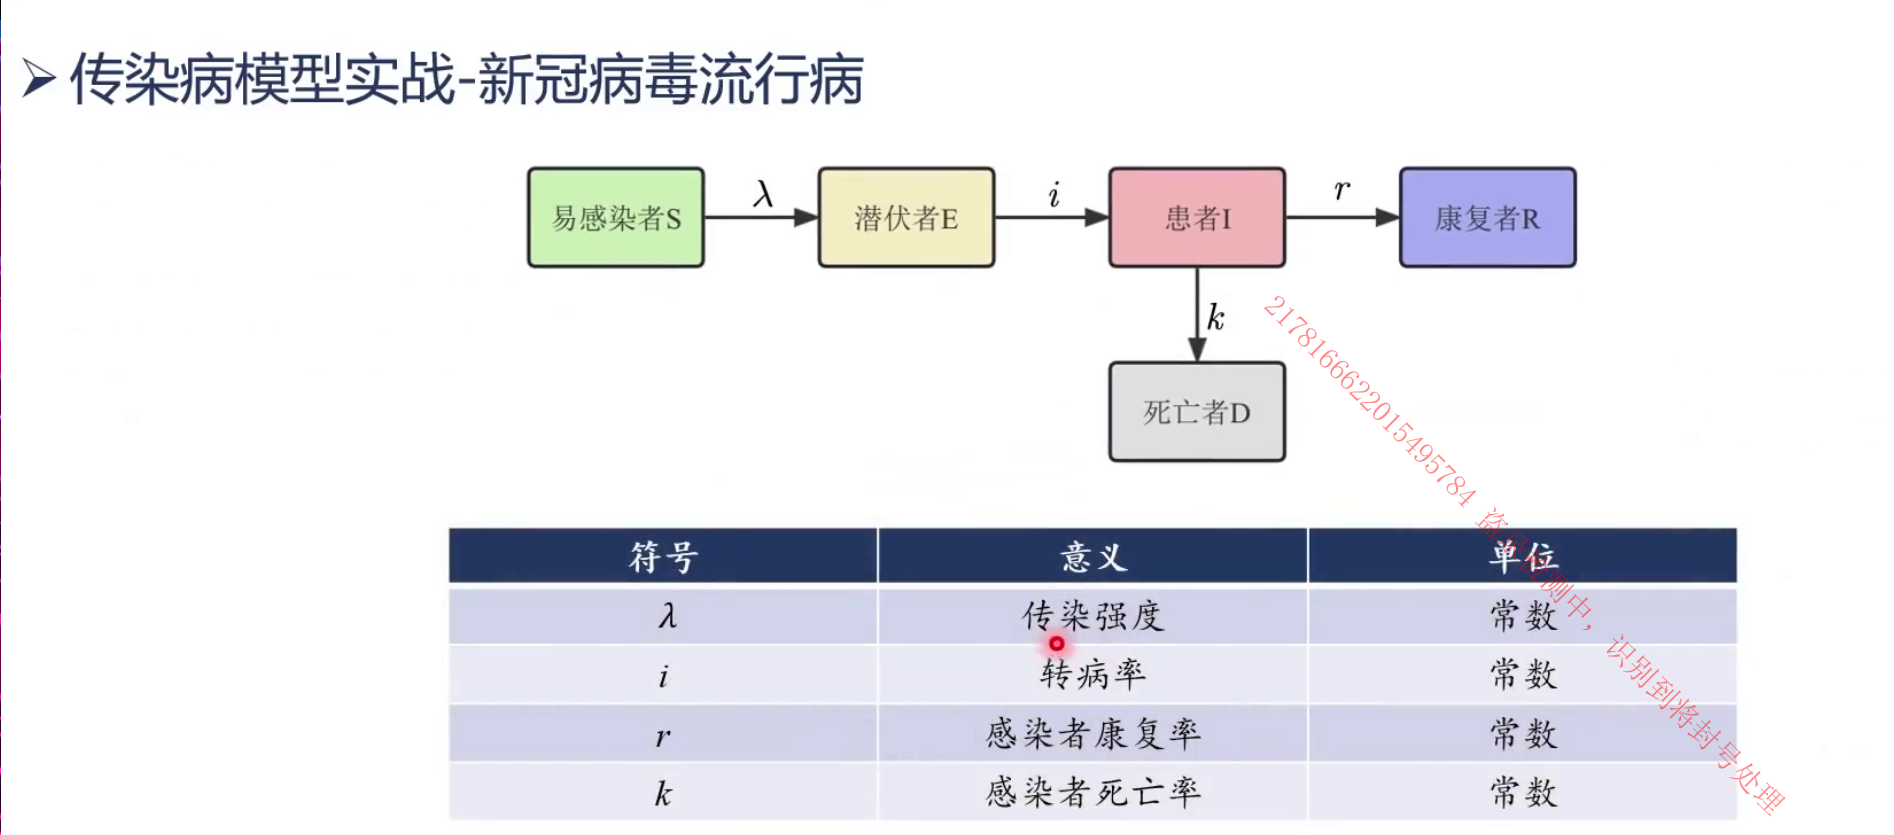 传染病模型实战-新冠病毒流行病
易感染者S
λ
潜伏者E
i
患者I
r
康复者R
k
死亡者D
符号 意义 单位
λ 传染强度 常数
i 转病率 常数
r 感染者康复率 常数
k 感染者死亡率 常数
2178166622015495784 盗录检测中，识别到将封号处理